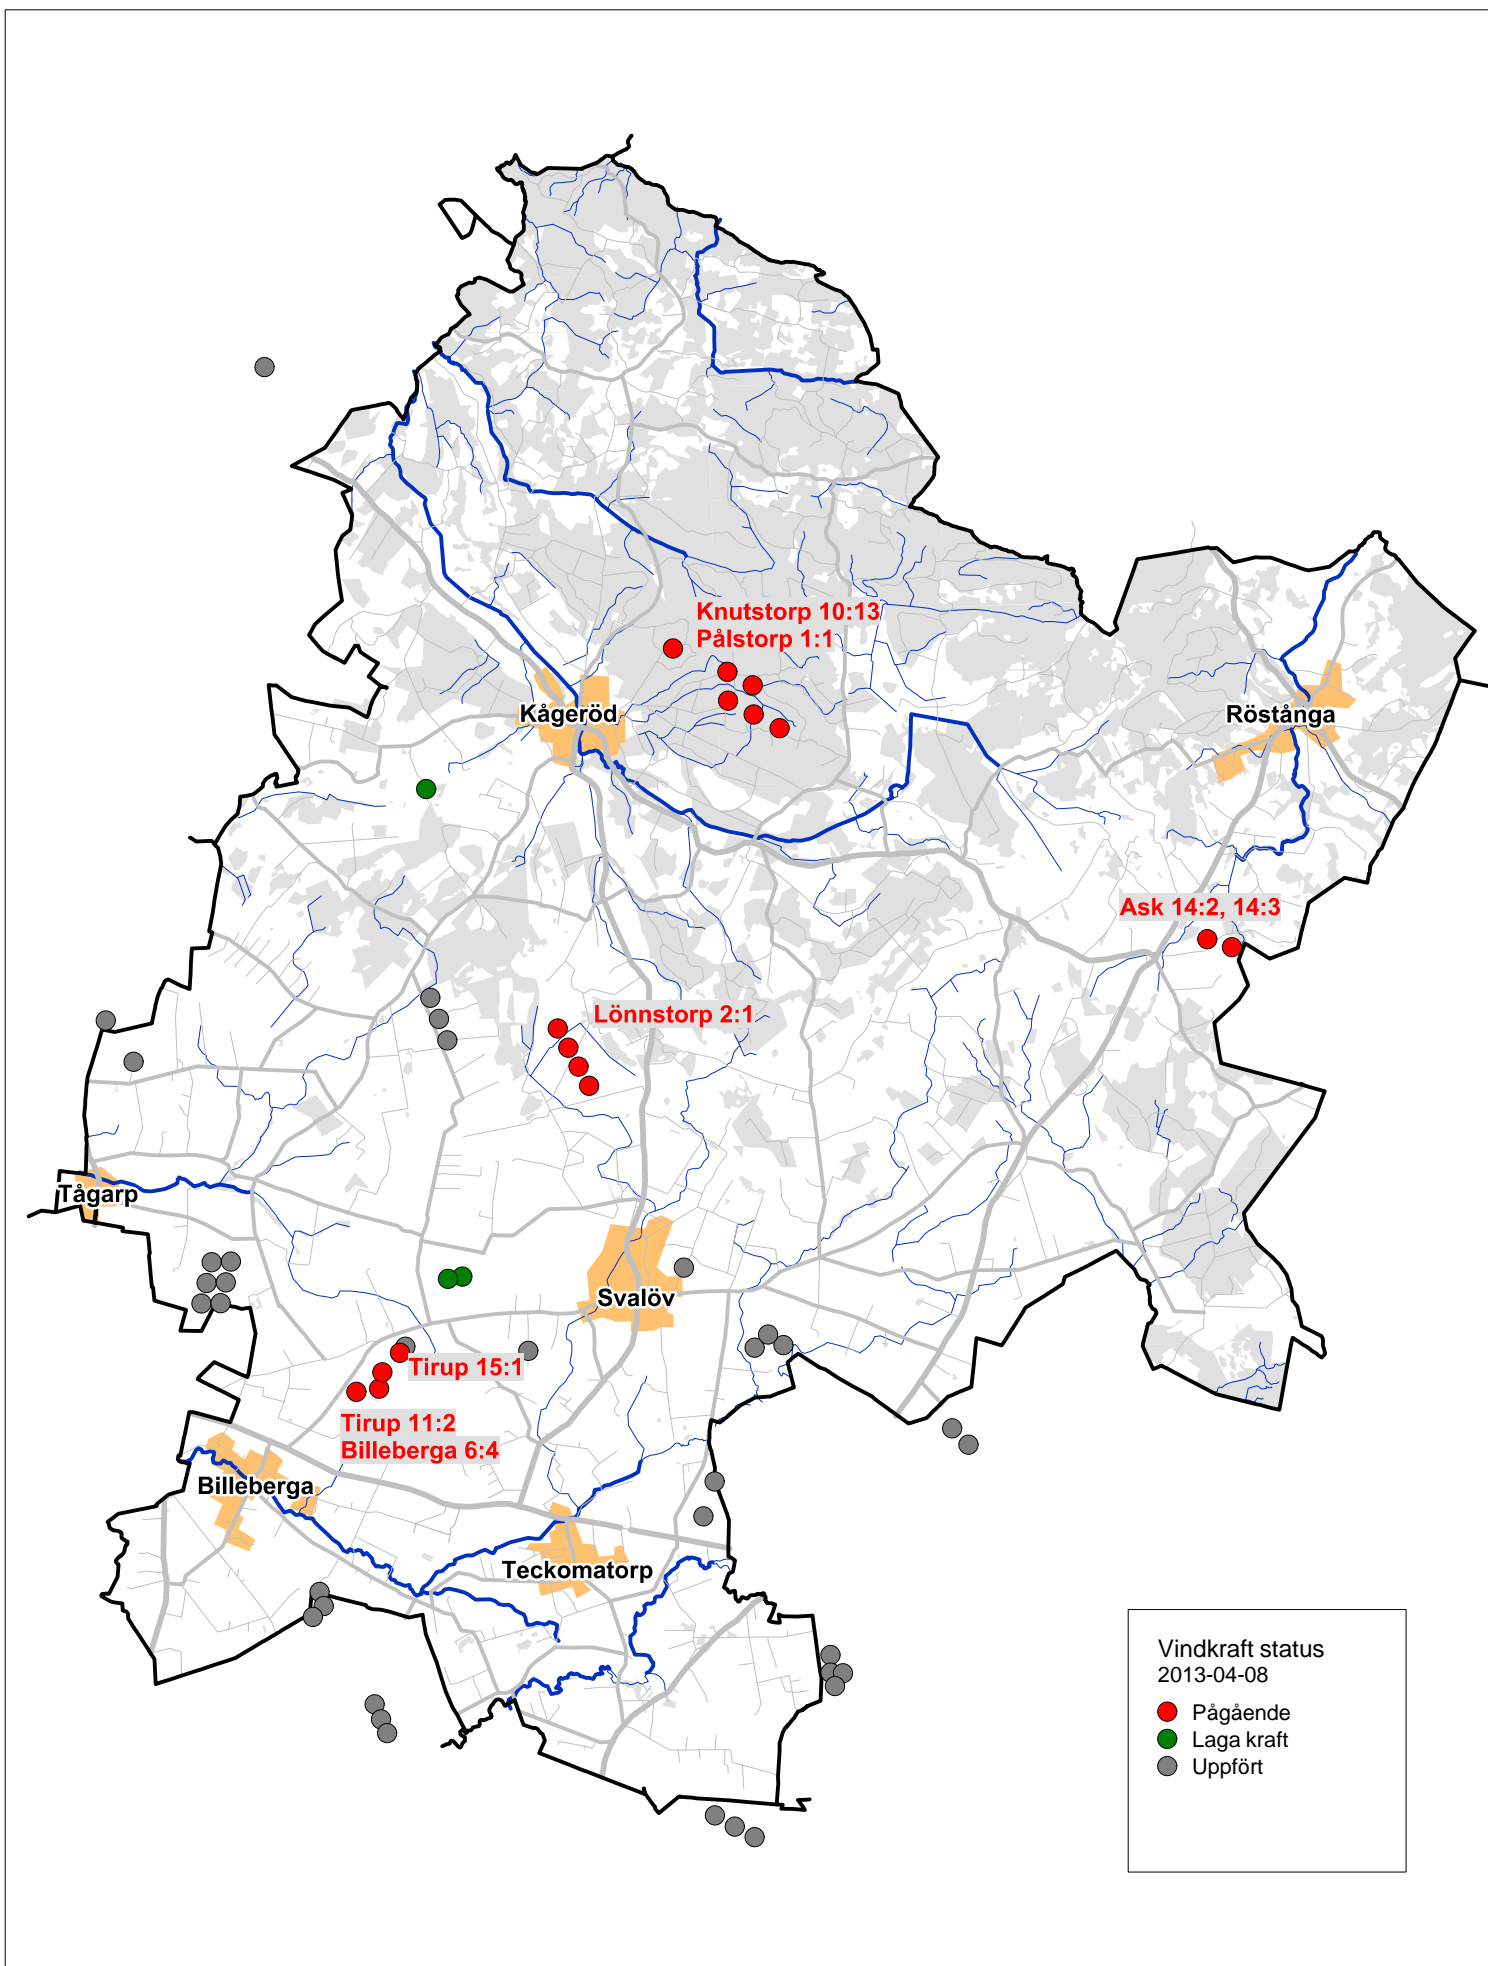 Knutstorp 10:13
Pålstorp 1:1
Kågeröd
Röstånga
Ask 14:2, 14:3
Lönnstorp 2:1
Tågarp
Svalöv
Tirup 15:1
Tirup 11:2
Billeberga 6:4
Billeberga
Teckomatorp
Vindkraft status
2013-04-08
Pågående
Laga kraft
Uppfört